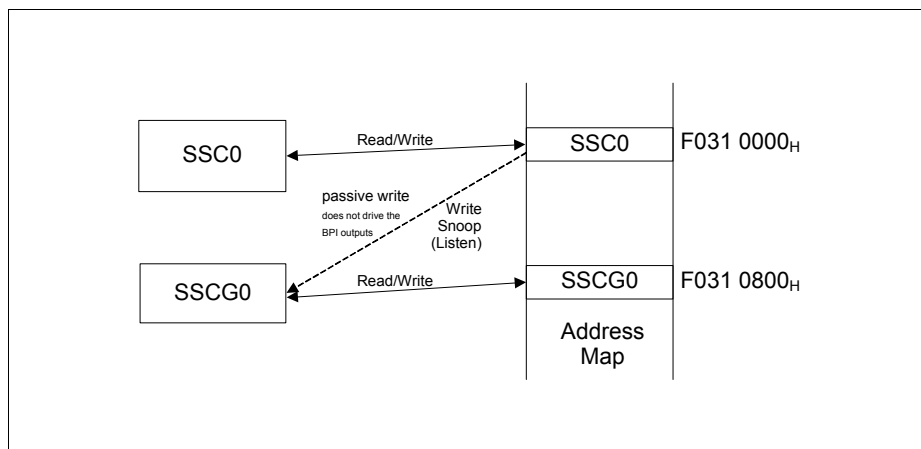 SSC0
Read/Write
SSC0
F031 0000H
passive write
does not drive the
BPI outputs
Write
Snoop
(Listen)
SSCG0
Read/Write
SSCG0
F031 0800H
Address
Map